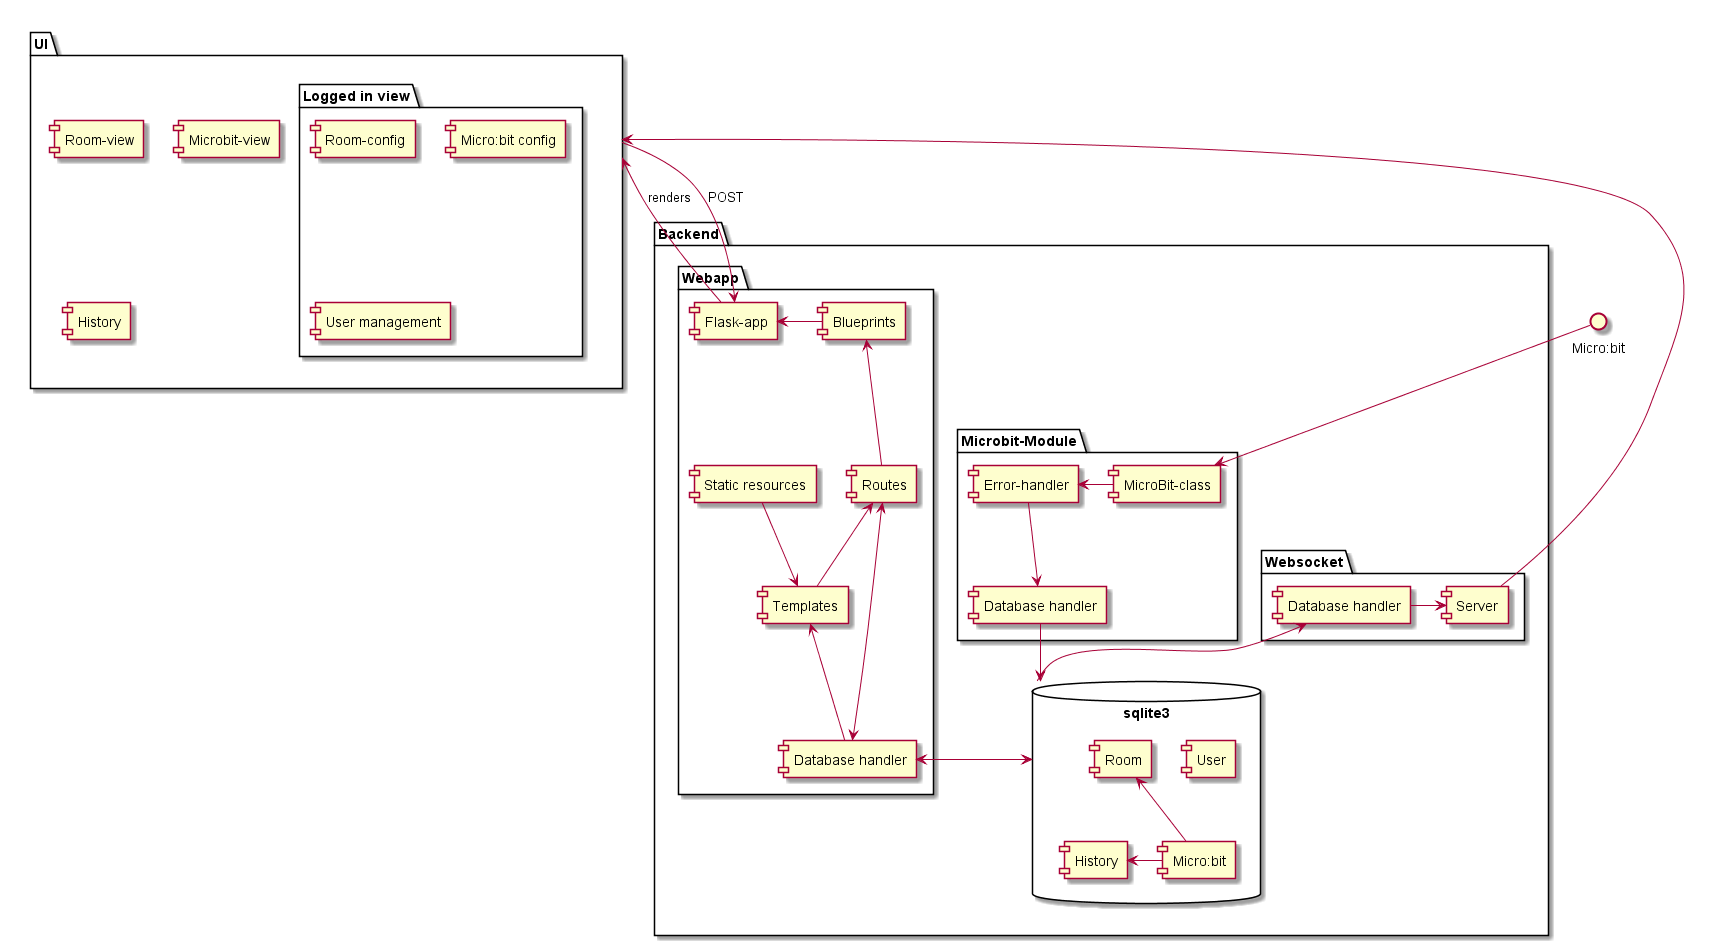 UI
Logged in view
Room-view
Microbit-view
Room-config
Micro:bit config
renders
POST
Backend
Webapp
History
User management
Flask-app
Blueprints
Micro:bit
Microbit-Module
Static resources
Routes
Error-handler
MicroBit-class
Websocket
Templates
Database handler
Database handler
Server
sqlite3
Database handler
Room
User
History
Micro:bit